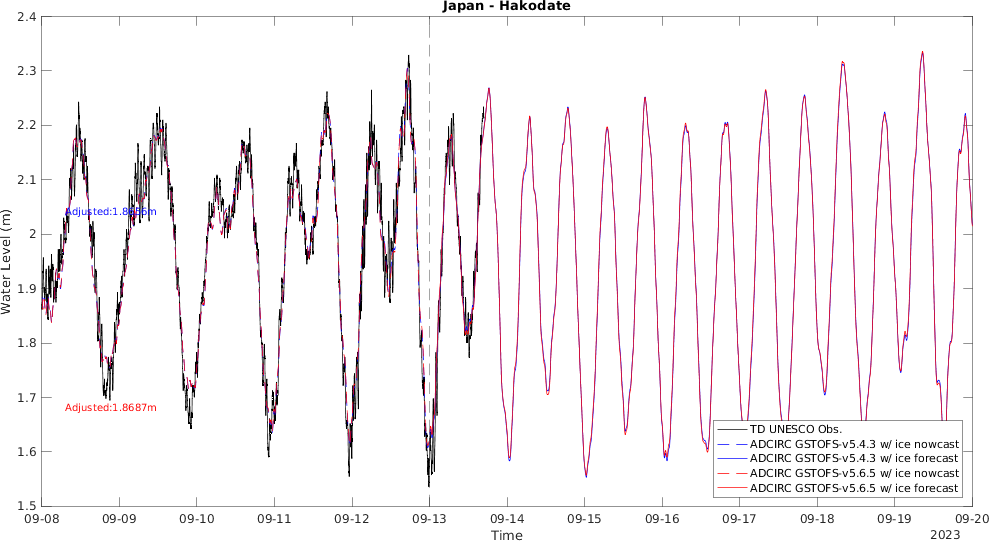 Japan - Hakodate
Water Level (m)
2.4
2.3
2.2
2.1
2
1.9
1.8
1.7
1.6
1.5
Adjusted:1.8686m
Adjusted:1.8687m
TD UNESCO Obs.
ADCIRC GSTOFS-v5.4.3 w/ ice nowcast
ADCIRC GSTOFS-v5.4.3 w/ ice forecast
ADCIRC GSTOFS-v5.6.5 w/ ice nowcast
ADCIRC GSTOFS-v5.6.5 w/ ice forecast
09-08 09-09 09-10 09-11 09-12 09-13 09-14 09-15 09-16 09-17 09-18 09-19 09-20
Time
2023